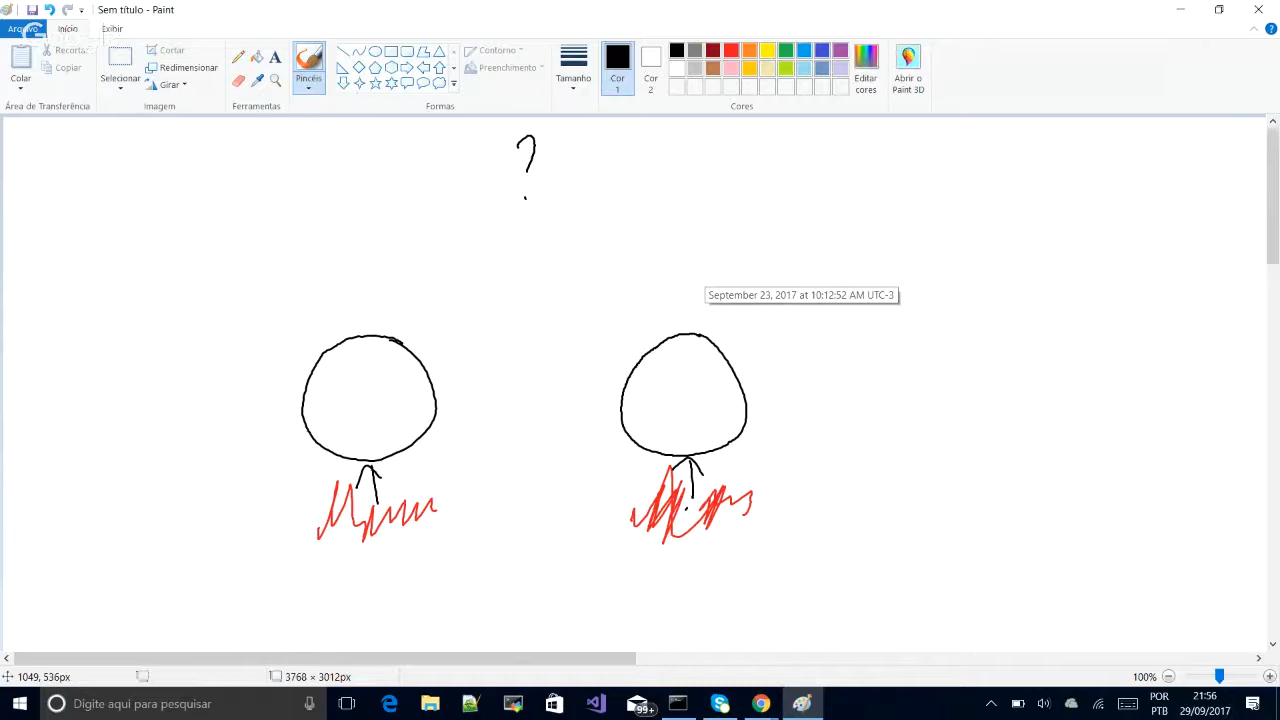 Sem título - Paint
Arquivo Início Exibir
Colar
Recortar
Copiar
Área de Transferência
Selecionar
Cortar
Redimensionar
Girar
Imagem
Ferramentas
Pincéis
Contorno
Preenchimento
Formas
Tamanho
Cor 1
Cor 2
Editar cores
Cores
Abrir o Paint 3D
?
September 23, 2017 at 10:12:52 AM UTC-3
1049, 536px
3768 × 3012px
100%
Digite aqui para pesquisar
99+
POR
PTB
21:56
29/09/2017